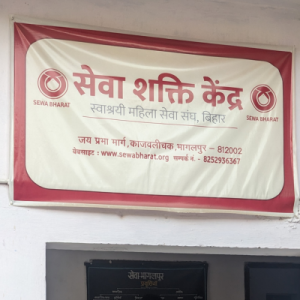 सेवा शक्ति केंद्र
SEWA BHARAT
SEWA BHARAT
स्वाश्रयी महिला सेवा संघ, बिहार
जय प्रभा मार्ग, काजवलीचक, भागलपुर – 812002
वेबसाइट : www.sewabharat.org सम्पर्क नं. - 8252936367
सेवा भागलपुर